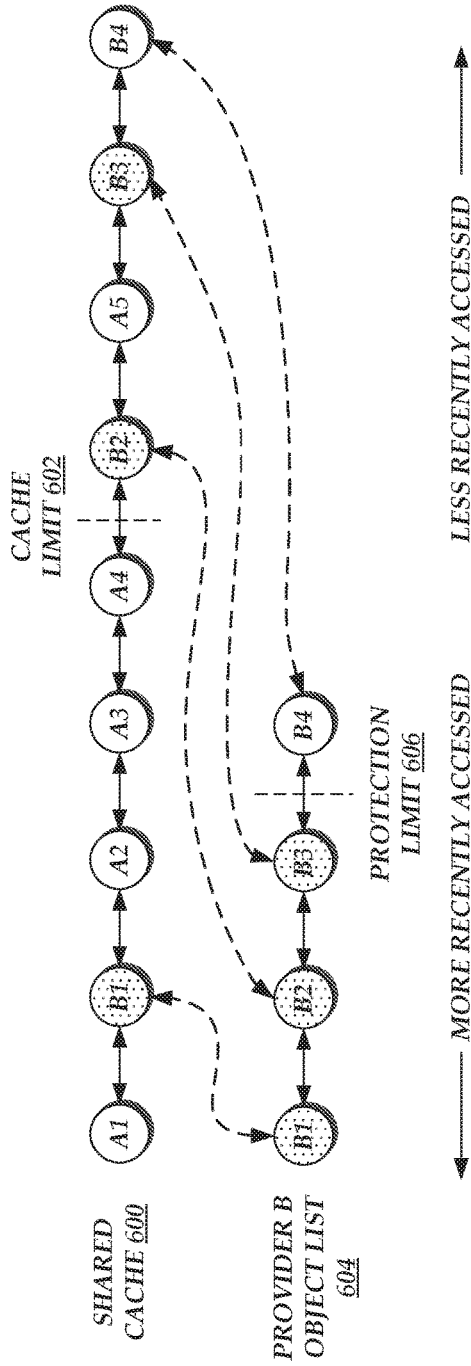 SHARED
CACHE 600
A1
B1
A2
A3
A4
CACHE
LIMIT 602
B2
A5
B3
B4
PROVIDER B
OBJECT LIST
604
B1
B2
B3
PROTECTION
LIMIT 606
B4
MORE RECENTLY ACCESSED
LESS RECENTLY ACCESSED